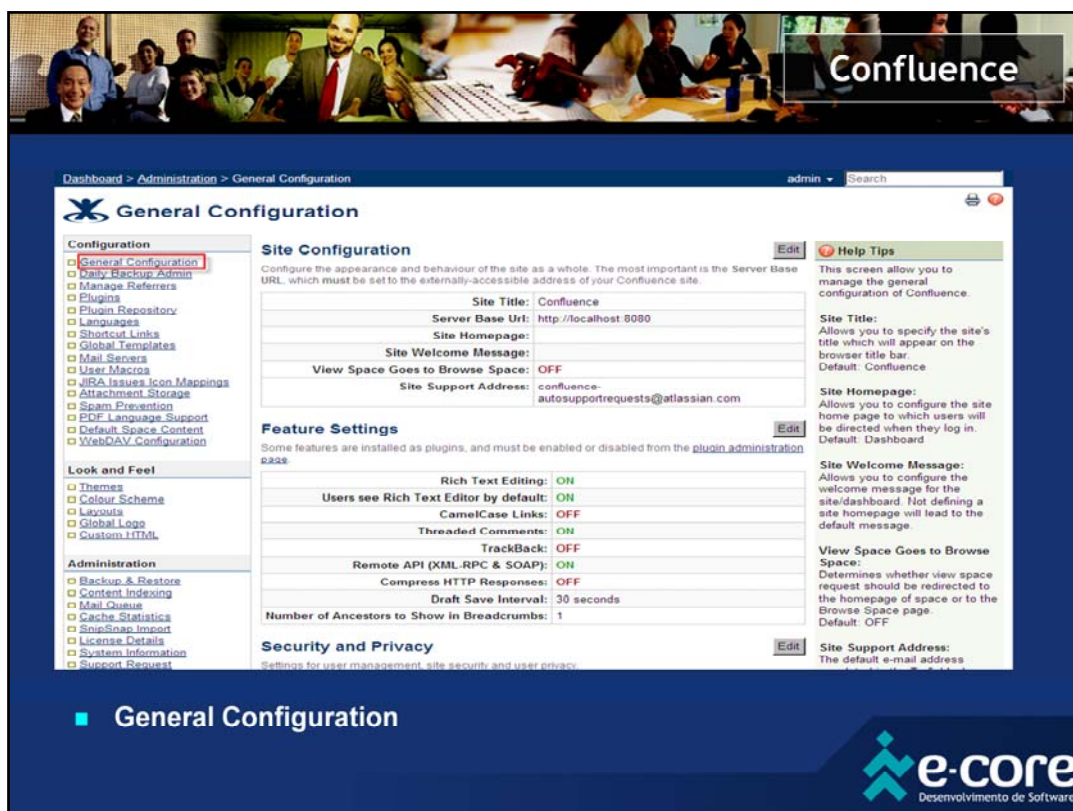 Confluence
Dashboard > Administration > General Configuration
admin
Search
General Configuration
Configuration
General Configuration
Daily Backup Admin
Manage Referrers
Plugins
Plugin Repository
Languages
Shortcut Links
Global Templates
Mail Servers
User Macros
JIRA Issues Icon Mappings
Attachment Storage
Spam Prevention
PDF Language Support
Default Space Content
WebDAV Configuration
Look and Feel
Themes
Colour Scheme
Layouts
Global Logo
Custom HTML
Administration
Backup & Restore
Content Indexing
Mail Queue
Cache Statistics
SnipSnap Import
License Details
System Information
Support Request
Site Configuration
Edit
Configure the appearance and behaviour of the site as a whole. The most important is the Server Base
URL, which must be set to the externally-accessible address of your Confluence site.
Site Title: Confluence
Server Base Url: http://localhost:8080
Site Homepage:
Site Welcome Message:
View Space Goes to Browse Space: OFF
Site Support Address: confluence-
autosupportrequests@atlassian.com
Feature Settings
Edit
Some features are installed as plugins, and must be enabled or disabled from the plugin administration
page.
Rich Text Editing: ON
Users see Rich Text Editor by default: ON
CamelCase Links: OFF
Threaded Comments: ON
TrackBack: OFF
Remote API (XML-RPC & SOAP): ON
Compress HTTP Responses: OFF
Draft Save Interval: 30 seconds
Number of Ancestors to Show in Breadcrumbs: 1
Security and Privacy
Edit
Settings for user management, site security and user privacy.
Help Tips
This screen allow you to
manage the general
configuration of Confluence.
Site Title:
Allows you to specify the site's
title which will appear on the
browser title bar.
Default: Confluence
Site Homepage:
Allows you to configure the site
home page to which users will
be directed when they log in.
Default: Dashboard
Site Welcome Message:
Allows you to configure the
welcome message for the
site/dashboard. Not defining a
site homepage will lead to the
default message.
View Space Goes to Browse
Space:
Determines whether view space
request should be redirected to
the homepage of space or to the
Browse Space page.
Default: OFF
Site Support Address:
The default e-mail address
General Configuration
e-core
Desenvolvimento de Software